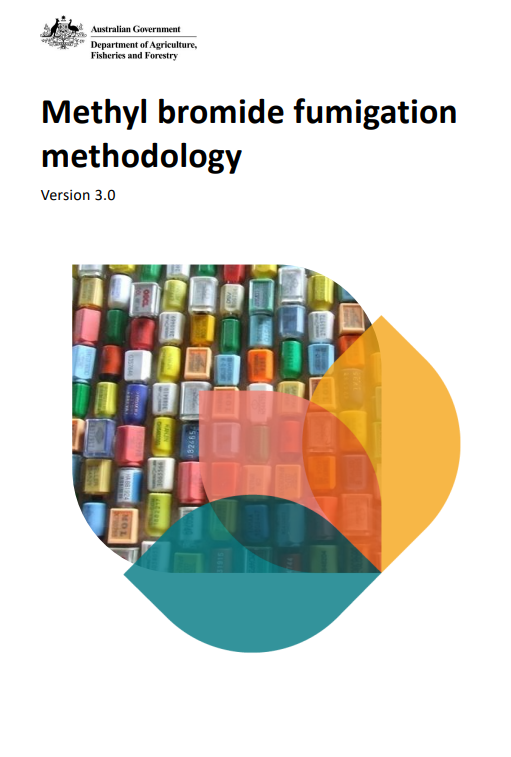 Australian Government
Department of Agriculture,
Fisheries and Forestry
Methyl bromide fumigation
methodology
Version 3.0